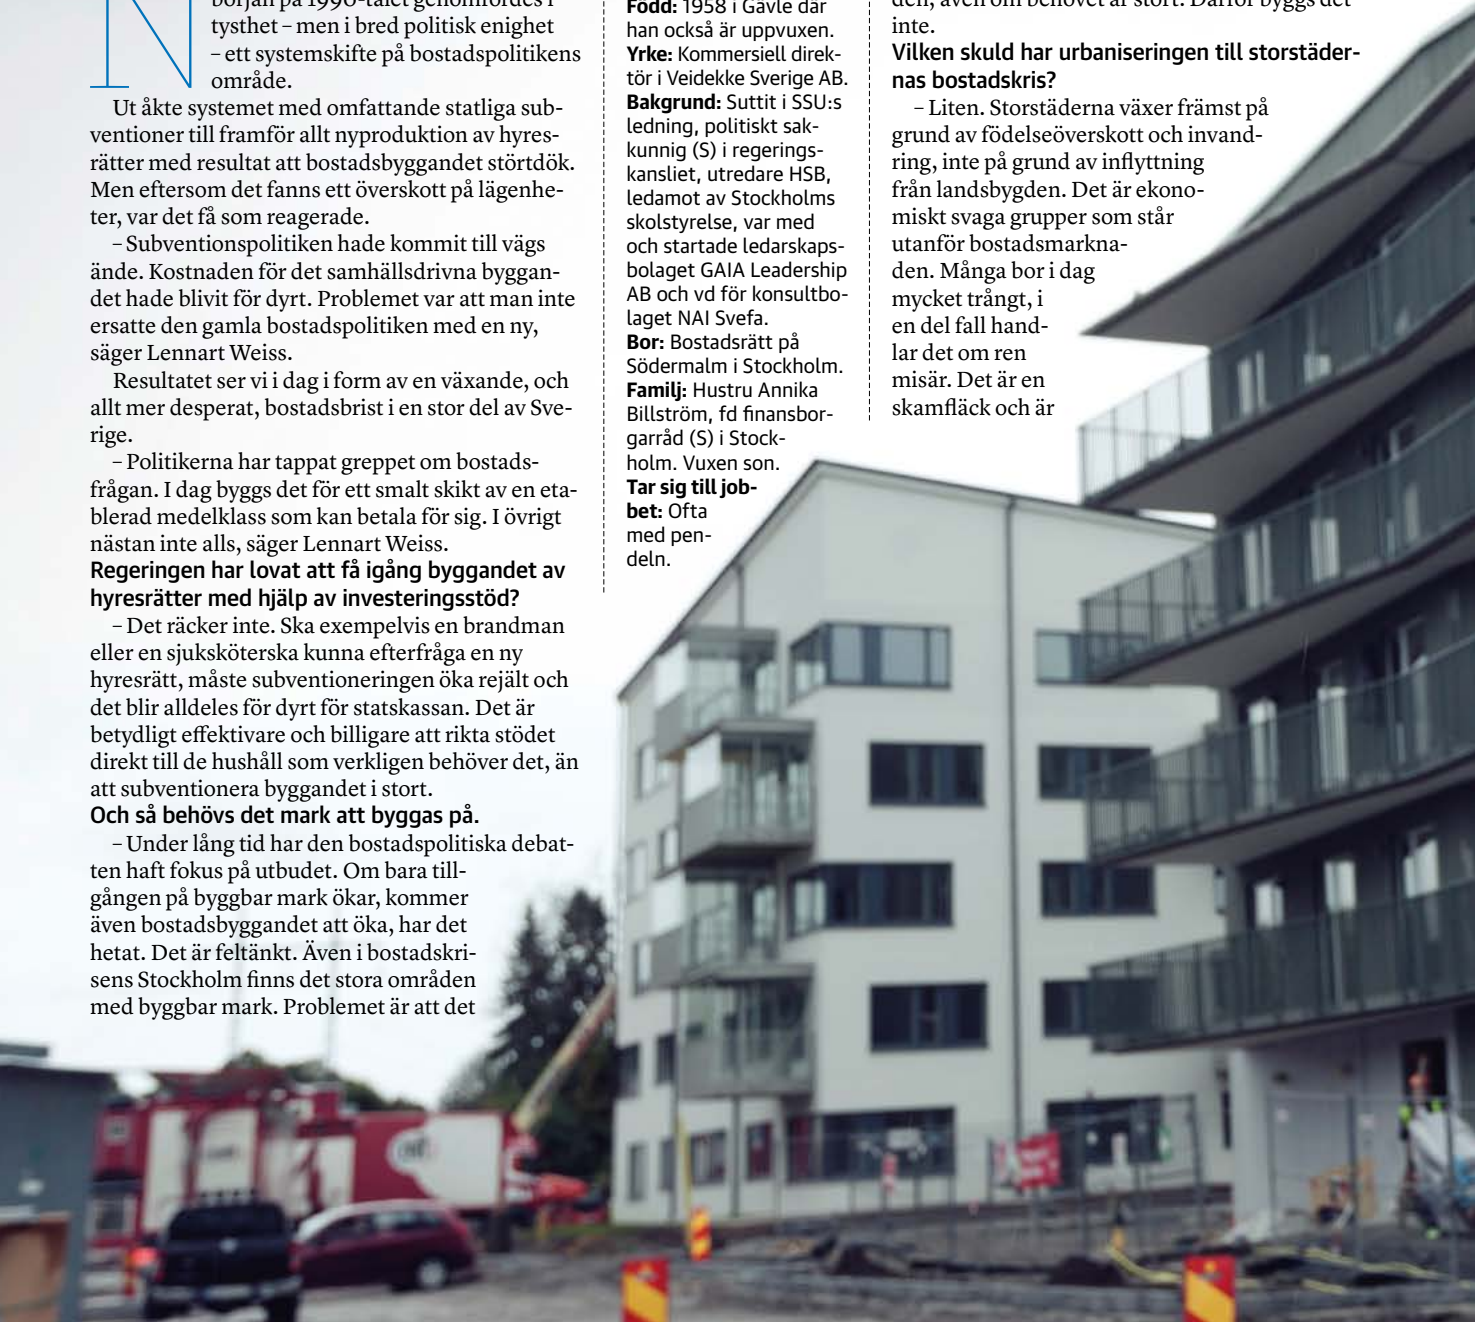 N
början på 1990-talet genomfördes i
tysthet – men i bred politisk enighet
– ett systemskifte på bostadspolitikens
område.
Ut åkte systemet med omfattande statliga sub-
ventioner till framför allt nyproduktion av hyres-
rätter med resultat att bostadsbyggandet störtdök.
Men eftersom det fanns ett överskott på lägenhe-
ter, var det få som reagerade.
– Subventionspolitiken hade kommit till vägs
ände. Kostnaden för det samhällsdrivna byggan-
det hade blivit för dyrt. Problemet var att man inte
ersatte den gamla bostadspolitiken med en ny,
säger Lennart Weiss.
Resultatet ser vi i dag i form av en växande, och
allt mer desperat, bostadsbrist i en stor del av Sve-
rige.
– Politikerna har tappat greppet om bostads-
frågan. I dag byggs det för ett smalt skikt av en eta-
blerad medelklass som kan betala för sig. I övrigt
nästan inte alls, säger Lennart Weiss.
Regeringen har lovat att få igång byggandet av
hyresrätter med hjälp av investeringsstöd?
– Det räcker inte. Ska exempelvis en brandman
eller en sjuksköterska kunna efterfråga en ny
hyresrätt, måste subventioneringen öka rejält och
det blir alldeles för dyrt för statskassan. Det är
betydligt effektivare och billigare att rikta stödet
direkt till de hushåll som verkligen behöver det, än
att subventionera byggandet i stort.
Och så behövs det mark att byggas på.
– Under lång tid har den bostadspolitiska debat-
ten haft fokus på utbudet. Om bara till-
gången på byggbar mark ökar, kommer
även bostadsbyggandet att öka, har det
hetat. Det är feltänkt. Även i bostadskri-
sens Stockholm finns det stora områden
med byggbar mark. Problemet är att det
Född: 1958 i Gävle där
han också är uppvuxen.
Yrke: Kommersiell direk-
tör i Veidekke Sverige AB.
Bakgrund: Suttit i SSU:s
ledning, politiskt sak-
kunnig (S) i regerings-
kansliet, utredare HSB,
ledamot av Stockholms
skolstyrelse, var med
och startade ledarskaps-
bolaget GAIA Leadership
AB och vd för konsultbo-
laget NAI Svefa.
Bor: Bostadsrätt på
Södermalm i Stockholm.
Familj: Hustru Annika
Billström, fd finansbor-
garråd (S) i Stock-
holm. Vuxen son.
Tar sig till job-
bet: Ofta
med pen-
deln.
den, även om behovet är stort. Därför byggs det
inte.
Vilken skuld har urbaniseringen till storstäder-
nas bostadskris?
– Liten. Storstäderna växer främst på
grund av födelseöverskott och invand-
ring, inte på grund av inflyttning
från landsbygden. Det är ekono-
miskt svaga grupper som står
utanför bostadsmarkna-
den. Många bor i dag
mycket trångt, i
en del fall hand-
lar det om ren
misär. Det är en
skamfläck och är